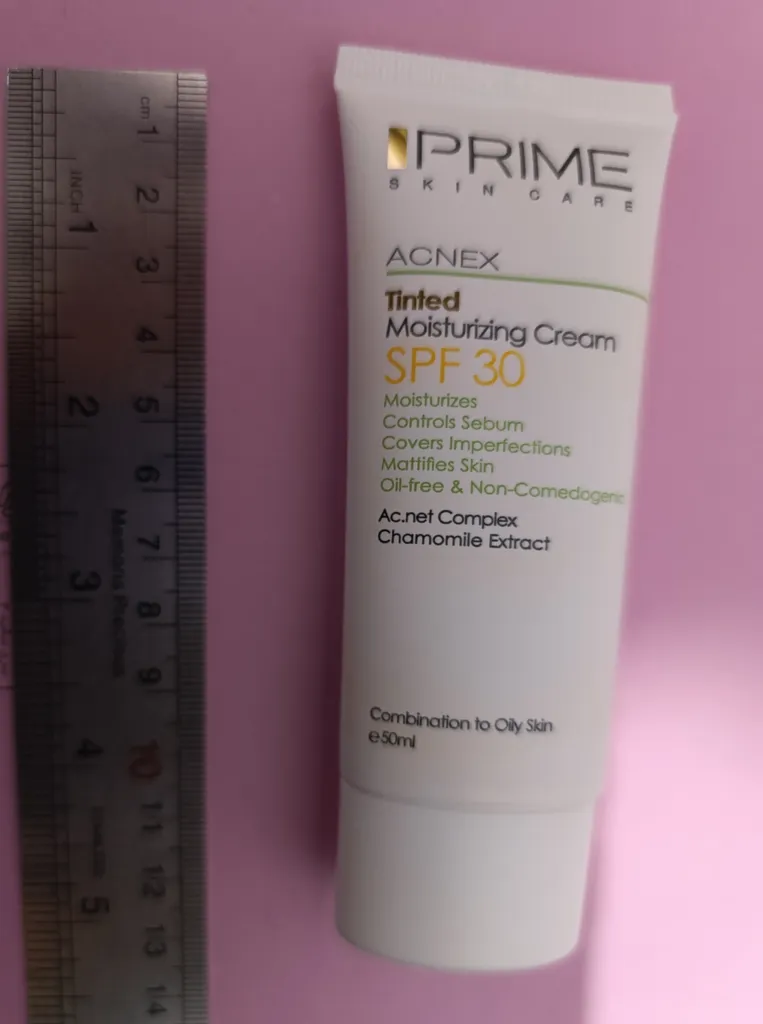 PRIME
SKIN CARE
ACNEX
Tinted
Moisturizing Cream
SPF 30
Moisturizes
Controls Sebum
Covers Imperfections
Mattifies Skin
Oil-free & Non-Comedogenic
Ac.net Complex
Chamomile Extract
Combination to Oily Skin
e50ml
cm 1
2
3
4
5
6
7
8
9
10
11
12
13
14
INCH 1
2
3
4
5